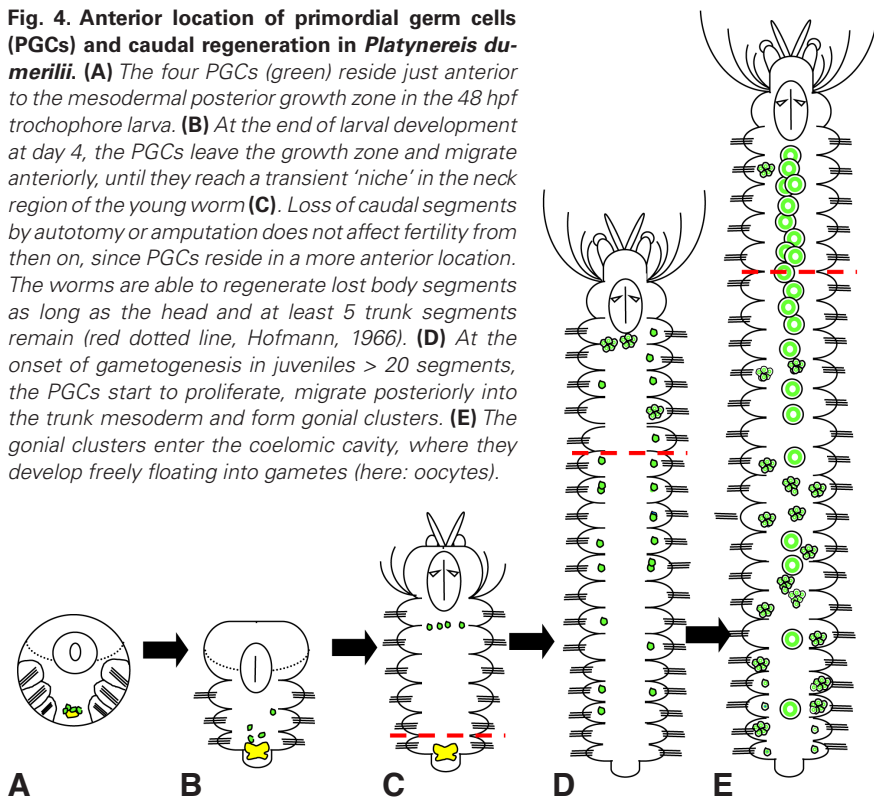 Fig. 4. Anterior location of primordial germ cells
(PGCs) and caudal regeneration in Platynereis du-
merilii. (A) The four PGCs (green) reside just anterior
to the mesodermal posterior growth zone in the 48 hpf
trochophore larva. (B) At the end of larval development
at day 4, the PGCs leave the growth zone and migrate
anteriorly, until they reach a transient 'niche' in the neck
region of the young worm (C). Loss of caudal segments
by autotomy or amputation does not affect fertility from
then on, since PGCs reside in a more anterior location.
The worms are able to regenerate lost body segments
as long as the head and at least 5 trunk segments
remain (red dotted line, Hofmann, 1966). (D) At the
onset of gametogenesis in juveniles > 20 segments,
the PGCs start to proliferate, migrate posteriorly into
the trunk mesoderm and form gonial clusters. (E) The
gonial clusters enter the coelomic cavity, where they
develop freely floating into gametes (here: oocytes).
A B C D E